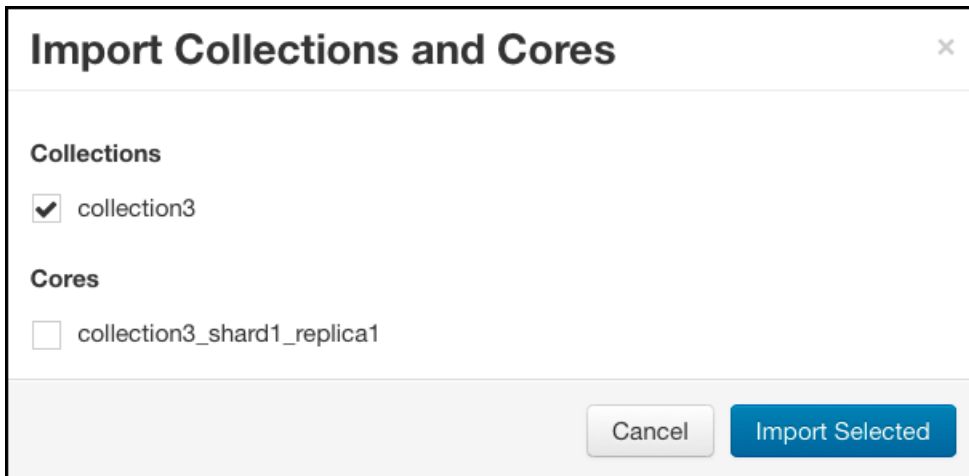 Import Collections and Cores ×
Collections
collection3
Cores
collection3_shard1_replica1
Cancel Import Selected